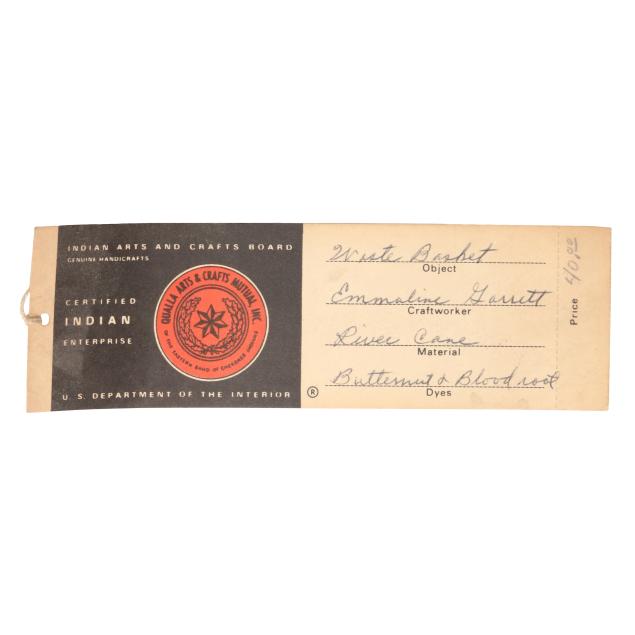 INDIAN ARTS AND CRAFTS BOARD
GENUINE HANDICRAFTS
CERTIFIED
INDIAN
ENTERPRISE
QUALLA ARTS & CRAFTS MUTUAL, INC.
OF THE EASTERN BAND OF CHEROKEE INDIANS
U.S. DEPARTMENT OF THE INTERIOR
®
Waste Basket
Object
Emmaline Garrett
Craftworker
River Cane
Material
Butternut & Blood root
Dyes
Price
40.00